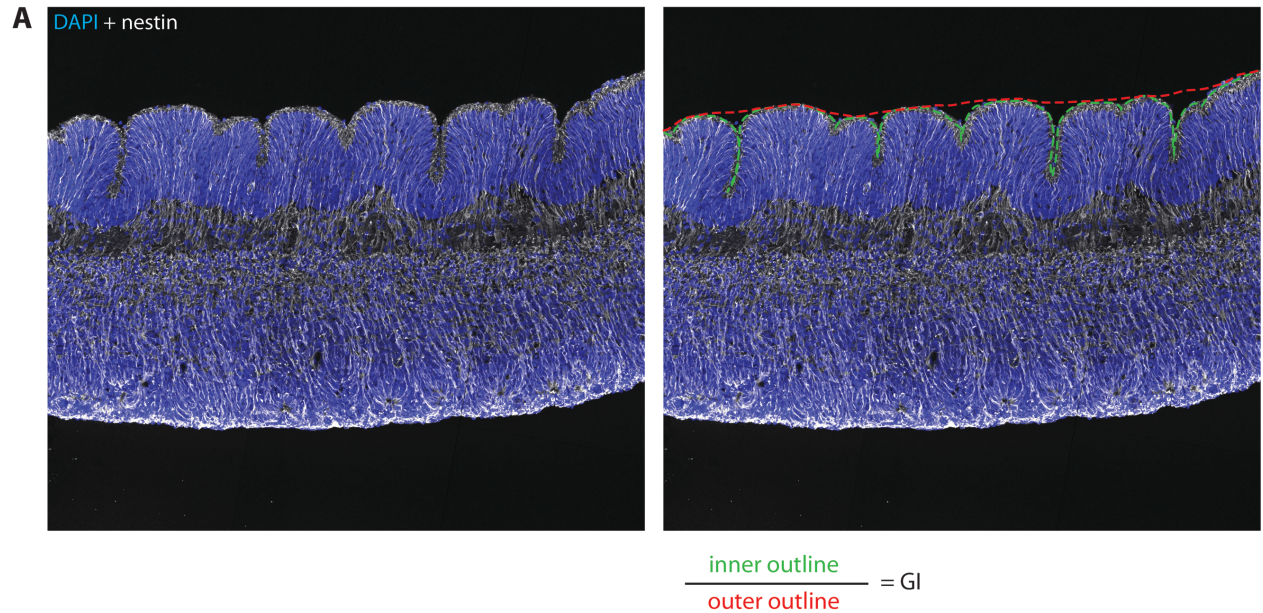 A
DAPI + nestin
inner outline
outer outline
= GI